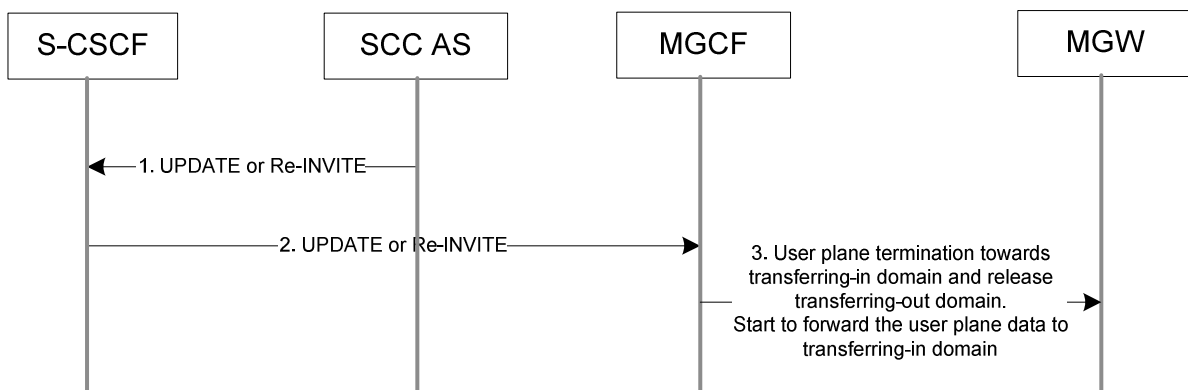 S-CSCF
SCC AS
MGCF
MGW
1. UPDATE or Re-INVITE
2. UPDATE or Re-INVITE
3. User plane termination towards
transferring-in domain and release
transferring-out domain.
Start to forward the user plane data to
transferring-in domain